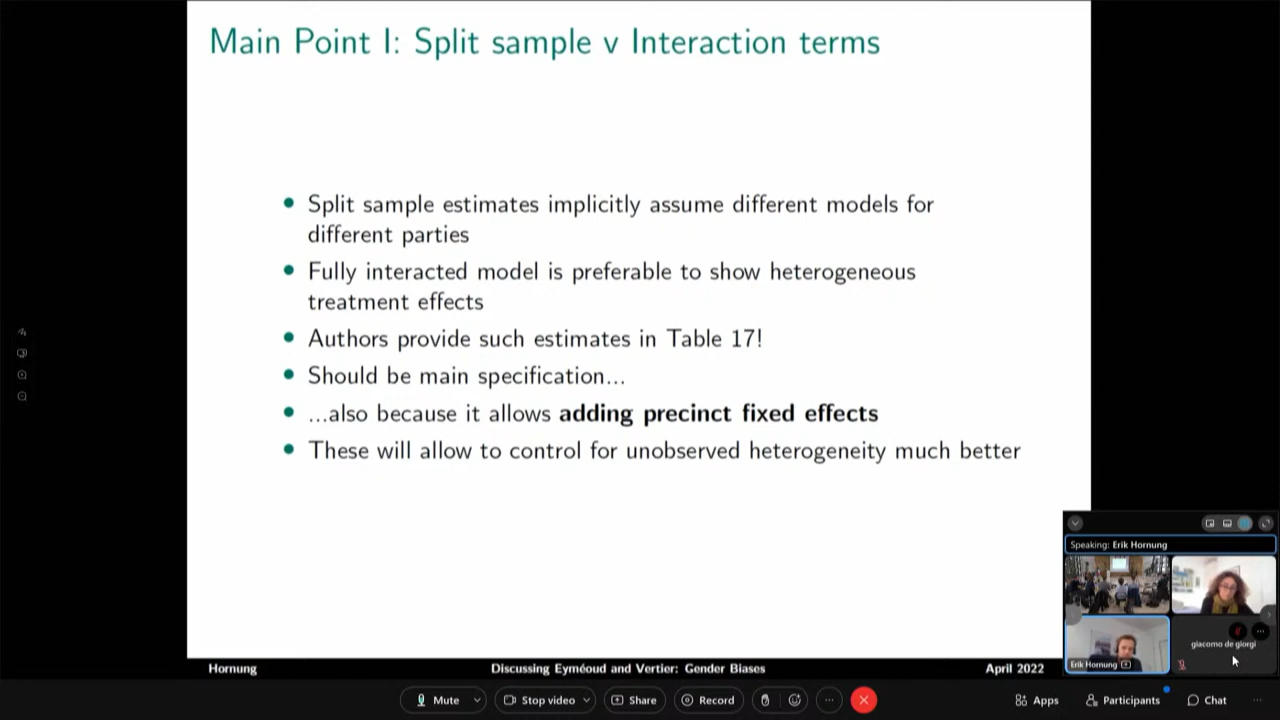 Main Point I: Split sample v Interaction terms
Split sample estimates implicitly assume different models for
different parties
Fully interacted model is preferable to show heterogeneous
treatment effects
Authors provide such estimates in Table 17!
Should be main specification...
...also because it allows adding precinct fixed effects
These will allow to control for unobserved heterogeneity much better
Speaking: Erik Hornung
giacomo de giorgi
Erik Hornung
Hornung
Discussing Eyméoud and Vertier: Gender Biases
April 2022
Mute
Stop video
Share
Record
Apps
Participants
Chat